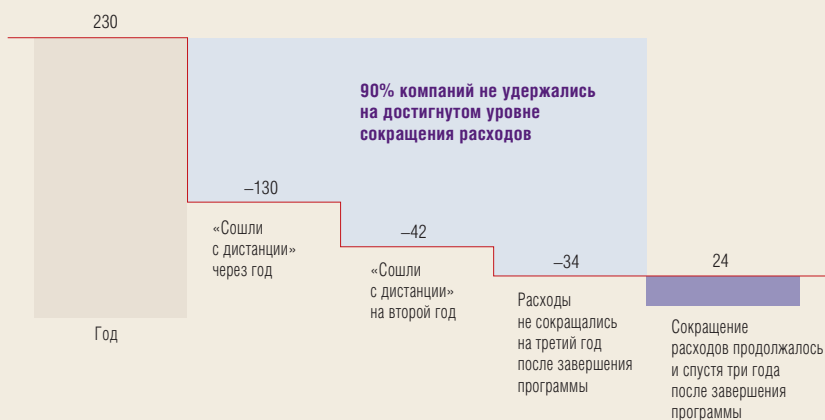 230
90% компаний не удержались
на достигнутом уровне
сокращения расходов
–130
«Сошли
с дистанции»
через год
–42
«Сошли
с дистанции»
на второй год
–34
Расходы
не сокращались
на третий год
после завершения
программы
24
Сокращение
расходов продолжалось
и спустя три года
после завершения
программы
Год